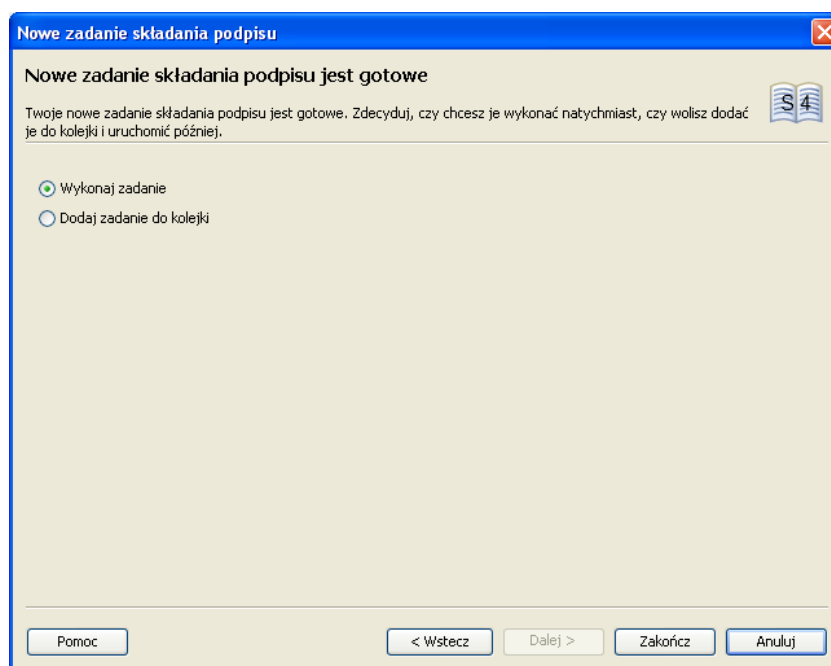 Nowe zadanie składania podpisu
Nowe zadanie składania podpisu jest gotowe
Twoje nowe zadanie składania podpisu jest gotowe. Zdecyduj, czy chcesz je wykonać natychmiast, czy wolisz dodać
je do kolejki i uruchomić później.
S 4
Wykonaj zadanie
Dodaj zadanie do kolejki
Pomoc
< Wstecz
Dalej >
Zakończ
Anuluj